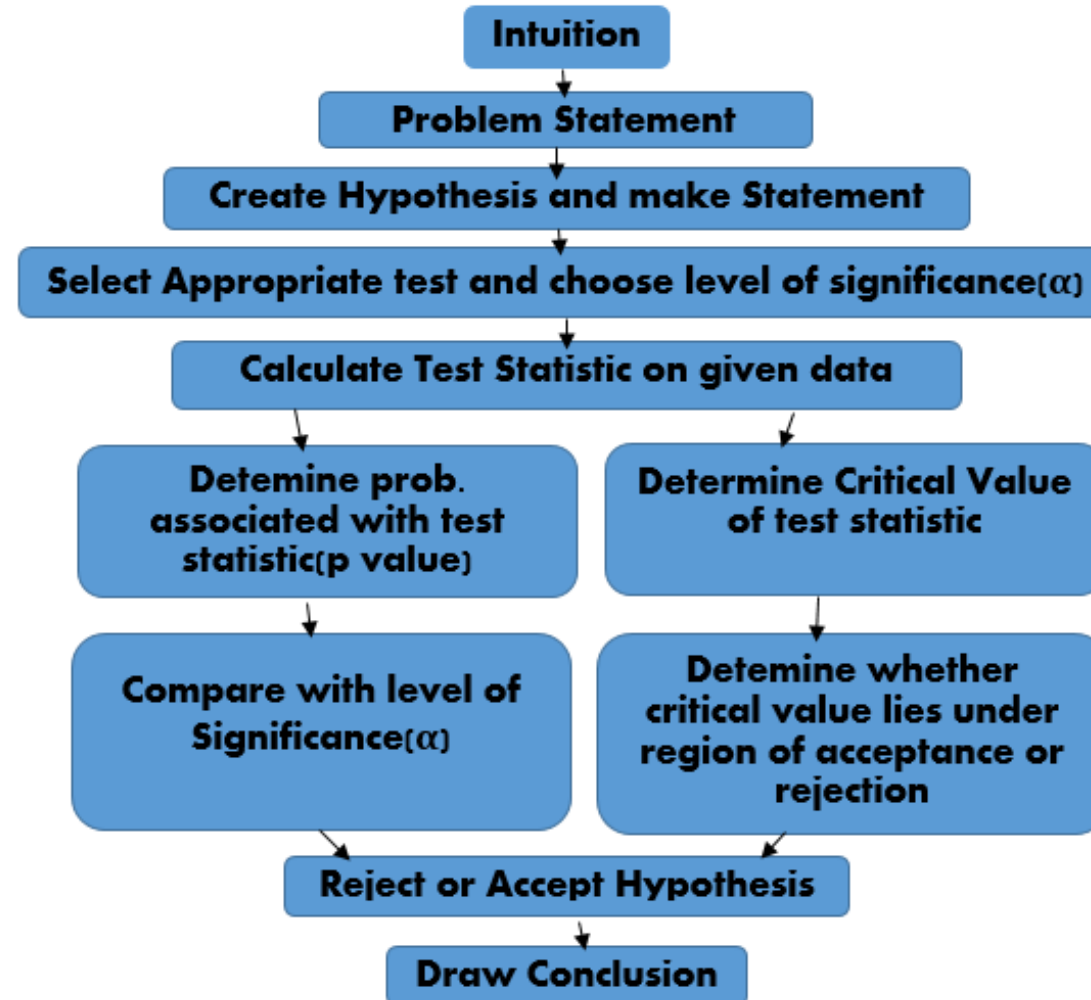 Intuition
Problem Statement
Create Hypothesis and make Statement
Select Appropriate test and choose level of significance(α)
Calculate Test Statistic on given data
Detemine prob.
associated with test
statistic(p value)
Determine Critical Value
of test statistic
Compare with level of
Significance(α)
Detemine whether
critical value lies under
region of acceptance or
rejection
Reject or Accept Hypothesis
Draw Conclusion